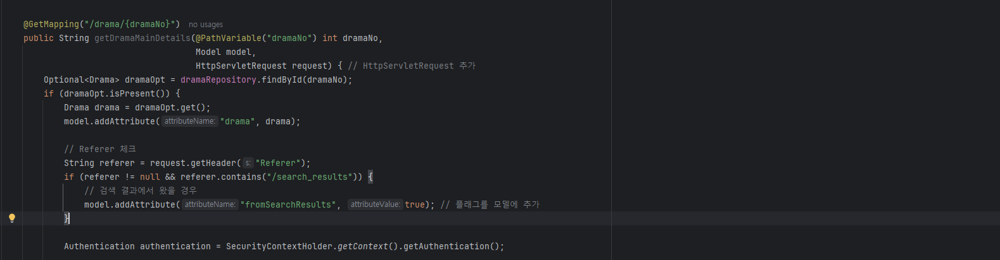 @GetMapping("/drama/{dramaNo}") no usages
public String getDramaMainDetails(@PathVariable("dramaNo") int dramaNo,
Model model,
HttpServletRequest request) { // HttpServletRequest 추가
Optional<Drama> dramaOpt = dramaRepository.findById(dramaNo);
if (dramaOpt.isPresent()) {
Drama drama = dramaOpt.get();
model.addAttribute( attributeName: "drama", drama);
// Referer 체크
String referer = request.getHeader( s: "Referer");
if (referer != null && referer.contains("/search_results")) {
// 검색 결과에서 왔을 경우
model.addAttribute( attributeName: "fromSearchResults", attributeValue: true); // 플래그를 모델에 추가
}
Authentication authentication = SecurityContextHolder.getContext().getAuthentication();